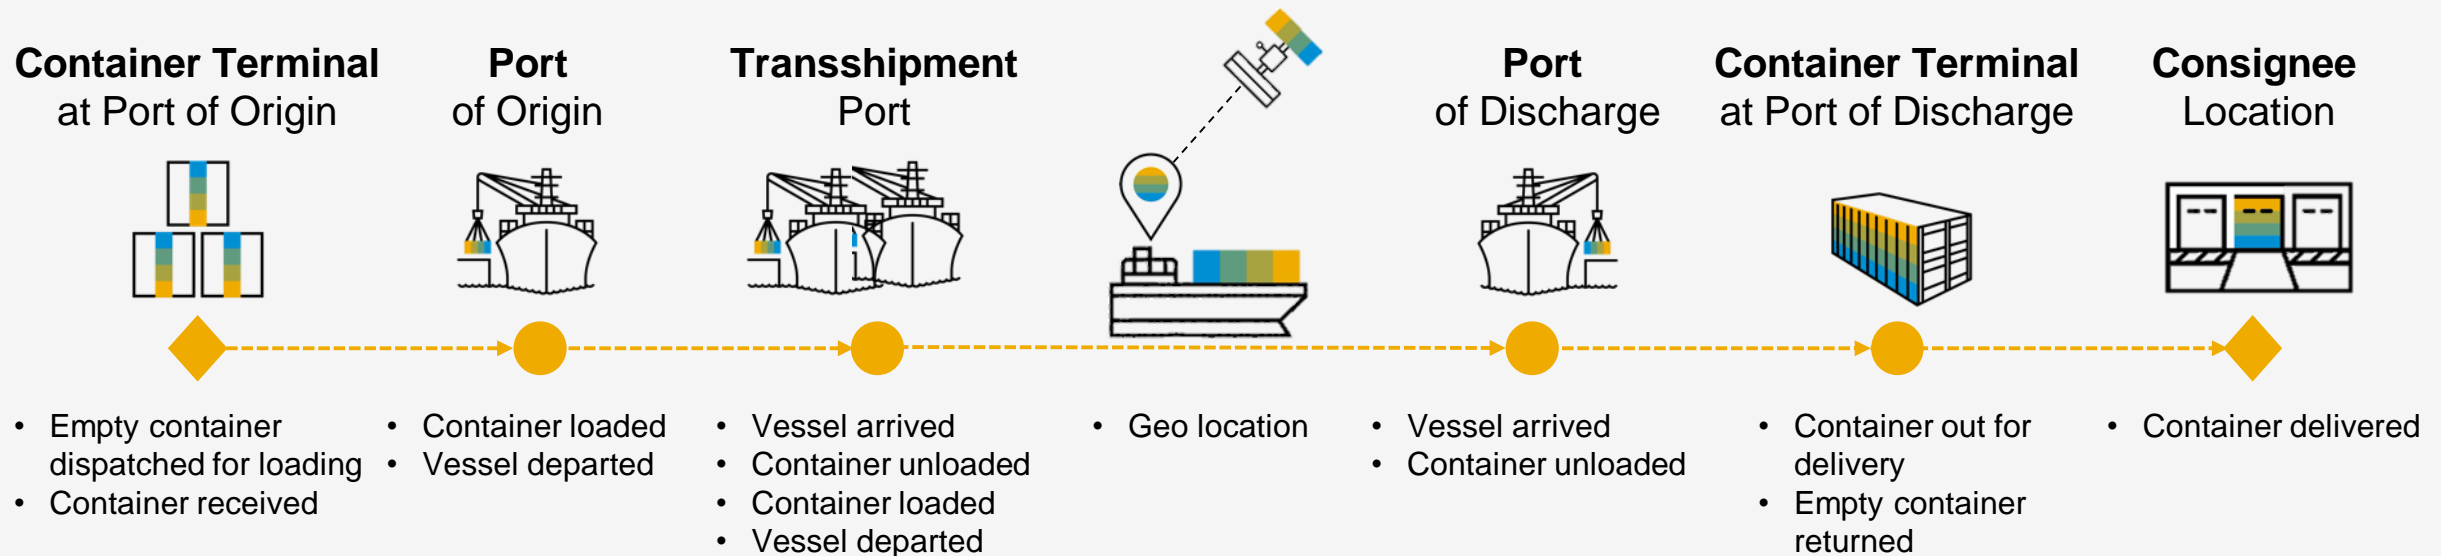 Container Terminal
at Port of Origin
Port
of Origin
Transshipment
Port
Port
of Discharge
Container Terminal
at Port of Discharge
Consignee
Location
• Empty container
dispatched for loading
• Container received
• Container loaded
• Vessel departed
• Vessel arrived
• Container unloaded
• Container loaded
• Vessel departed
• Geo location
• Vessel arrived
• Container unloaded
• Container out for
delivery
• Empty container
returned
• Container delivered